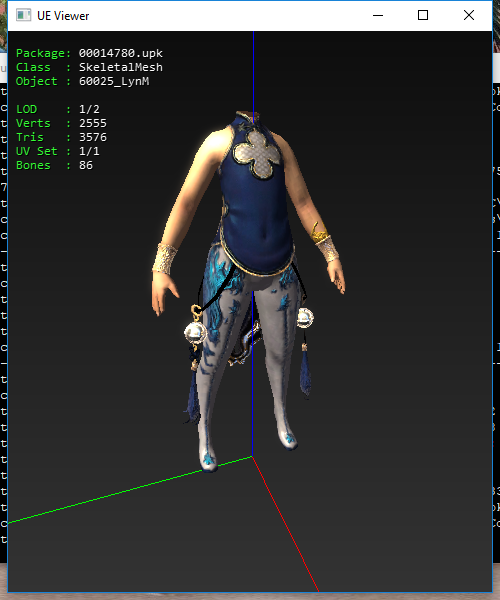 UE Viewer
Package: 00014780.upk
Class : SkeletalMesh
Object : 60025_LynM
LOD : 1/2
Verts : 2555
Tris : 3576
UV Set : 1/1
Bones : 86